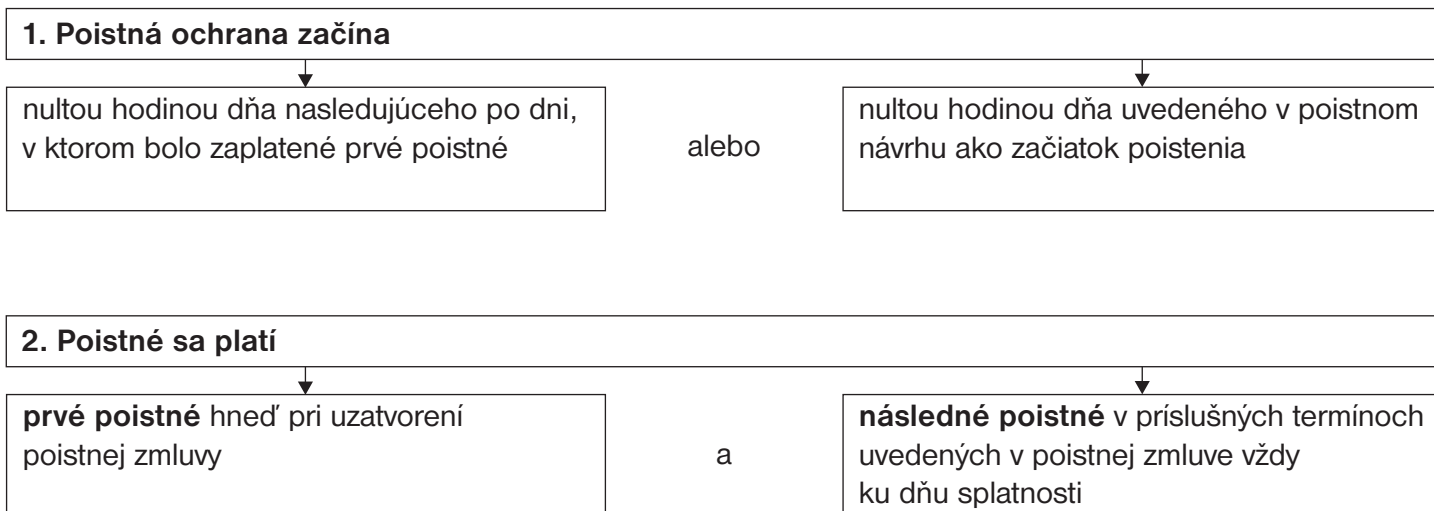 1. Poistná ochrana začína
nultou hodinou dňa nasledujúceho po dni,
v ktorom bolo zaplatené prvé poistné
alebo
nultou hodinou dňa uvedeného v poistnom
návrhu ako začiatok poistenia
2. Poistné sa platí
prvé poistné hneď pri uzatvorení
poistnej zmluvy
a
následné poistné v príslušných termínoch
uvedených v poistnej zmluve vždy
ku dňu splatnosti